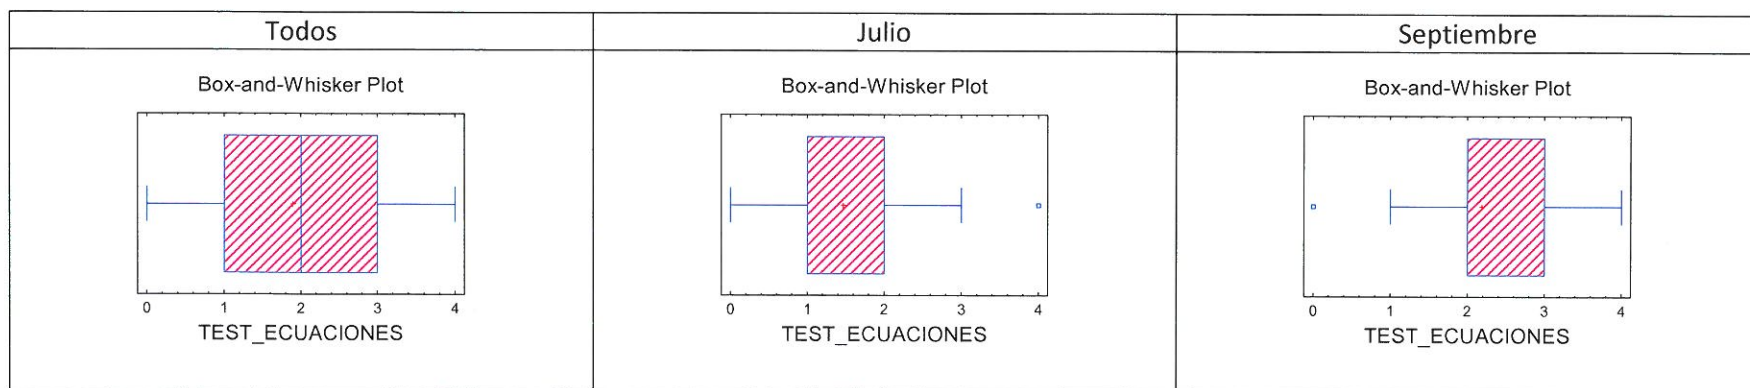 Todos
Julio
Septiembre
Box-and-Whisker Plot
0 1 2 3 4
TEST_ECUACIONES
Box-and-Whisker Plot
0 1 2 3 4
TEST_ECUACIONES
Box-and-Whisker Plot
0 1 2 3 4
TEST_ECUACIONES